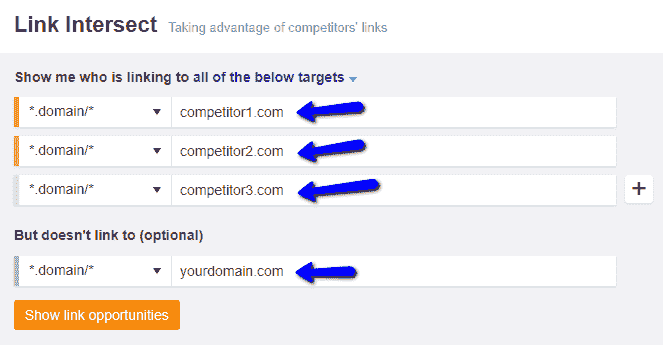 Link Intersect Taking advantage of competitors' links
Show me who is linking to all of the below targets
*.domain/* competitor1.com
*.domain/* competitor2.com
*.domain/* competitor3.com +
But doesn't link to (optional)
*.domain/* yourdomain.com
Show link opportunities